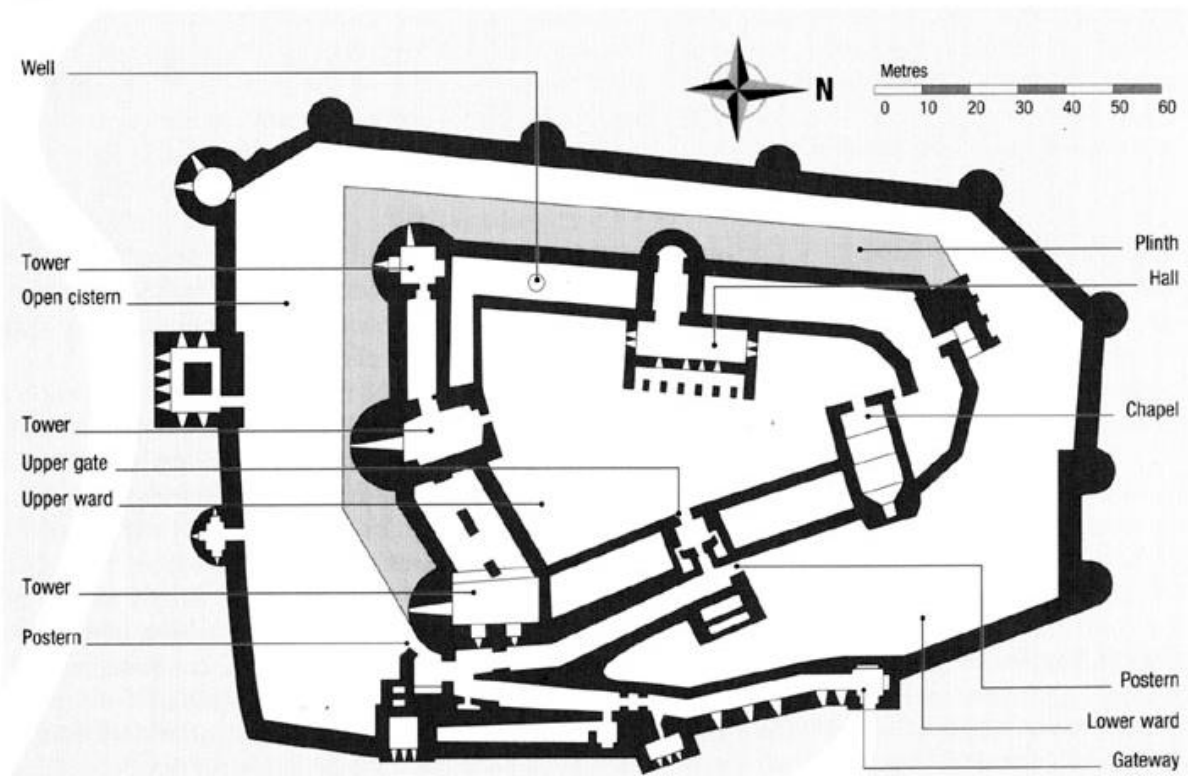 Well
N
Metres
0 10 20 30 40 50 60
Plinth
Tower
Hall
Open cistern
Chapel
Tower
Upper gate
Upper ward
Tower
Postern
Postern
Lower ward
Gateway